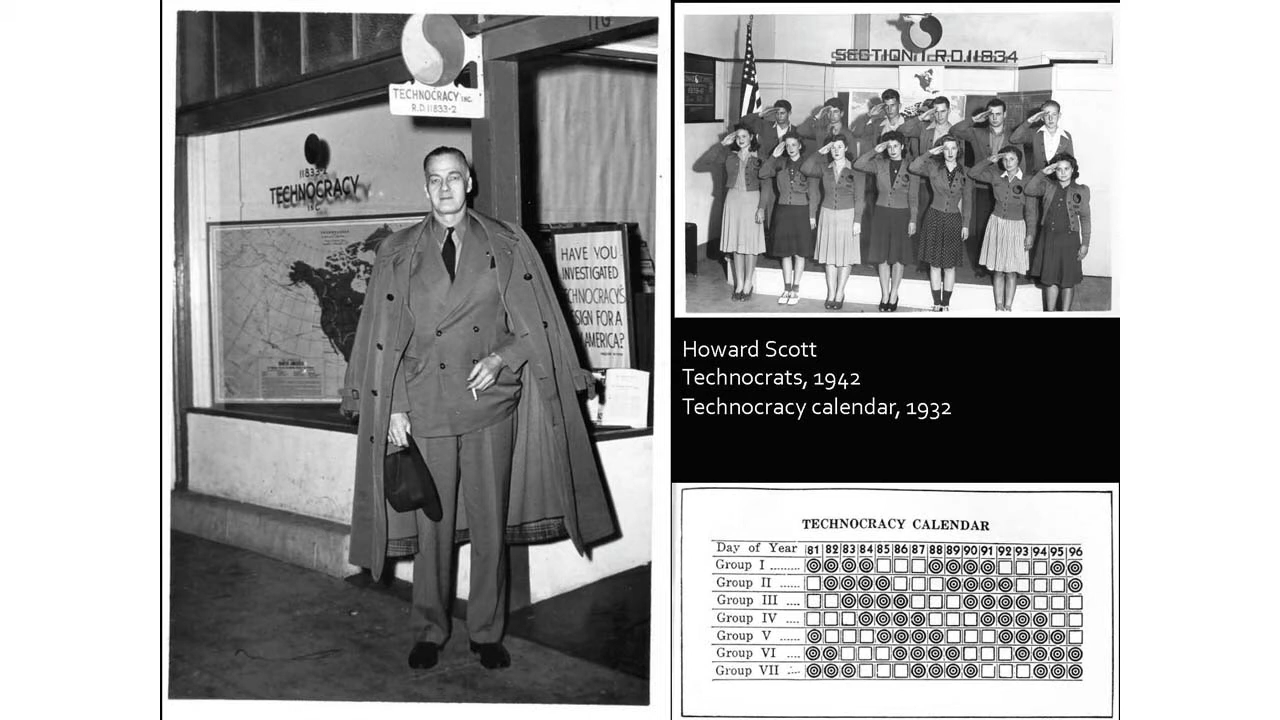 11G
TECHNOCRACY INC.
R.D. 11833-2
11833-2
TECHNOCRACY
INC.
HAVE YOU
INVESTIGATED
TECHNOCRACY'S
SIGN FOR A
AMERICA?
SECTION 1 R.D. 11834
Howard Scott
Technocrats, 1942
Technocracy calendar, 1932
TECHNOCRACY CALENDAR
Day of Year 81 82 83 84 85 86 87 88 89 90 91 92 93 94 95 96
Group I ........
Group II ......
Group III ....
Group IV ....
Group V ......
Group VI ....
Group VII ....